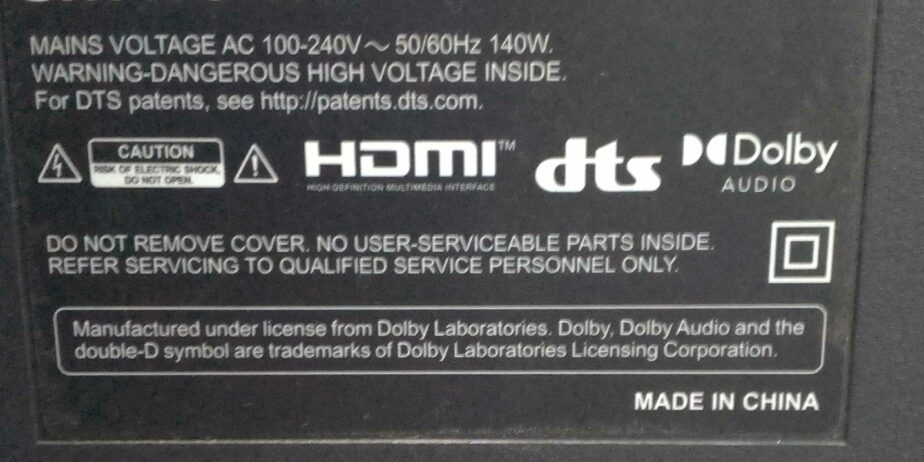 MAINS VOLTAGE AC 100-240V～ 50/60Hz 140W.
WARNING-DANGEROUS HIGH VOLTAGE INSIDE.
For DTS patents, see http://patents.dts.com.
CAUTION
RISK OF ELECTRIC SHOCK,
DO NOT OPEN.
HDMI™
HIGH-DEFINITION MULTIMEDIA INTERFACE
dts
Dolby
AUDIO
DO NOT REMOVE COVER. NO USER-SERVICEABLE PARTS INSIDE.
REFER SERVICING TO QUALIFIED SERVICE PERSONNEL ONLY.
Manufactured under license from Dolby Laboratories. Dolby, Dolby Audio and the
double-D symbol are trademarks of Dolby Laboratories Licensing Corporation.
MADE IN CHINA